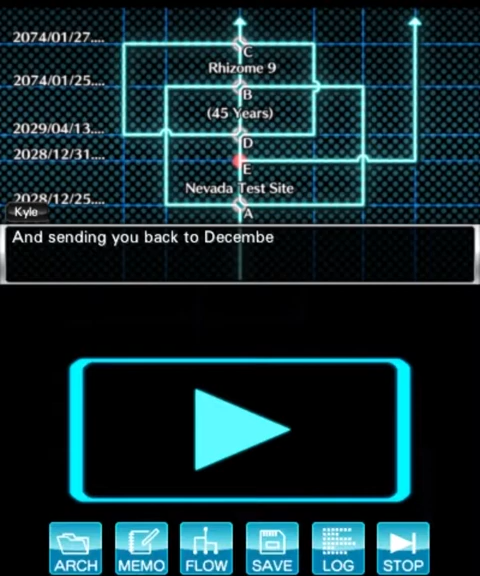 2074/01/27....
C
Rhizome 9
2074/01/25....
B
(45 Years)
2029/04/13....
D
2028/12/31....
E
Nevada Test Site
2028/12/25....
A
Kyle
And sending you back to Decembe
ARCH
MEMO
FLOW
SAVE
LOG
STOP